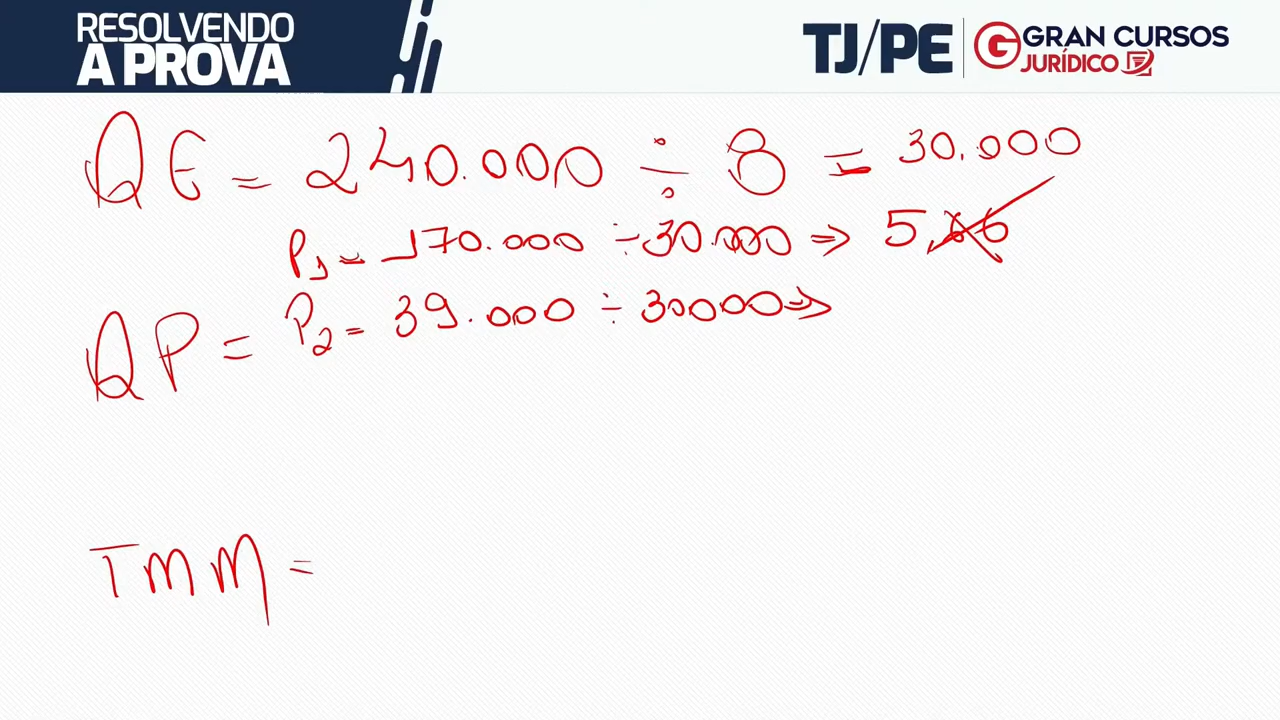 RESOLVENDO
A PROVA
TJ/PE
GRAN CURSOS
JURÍDICO
QE = 240.000 ÷ 8 = 30.000
P1 = 170.000 ÷ 30.000 => 5,66
QP = P2 = 39.000 ÷ 30000 =>
TMM =